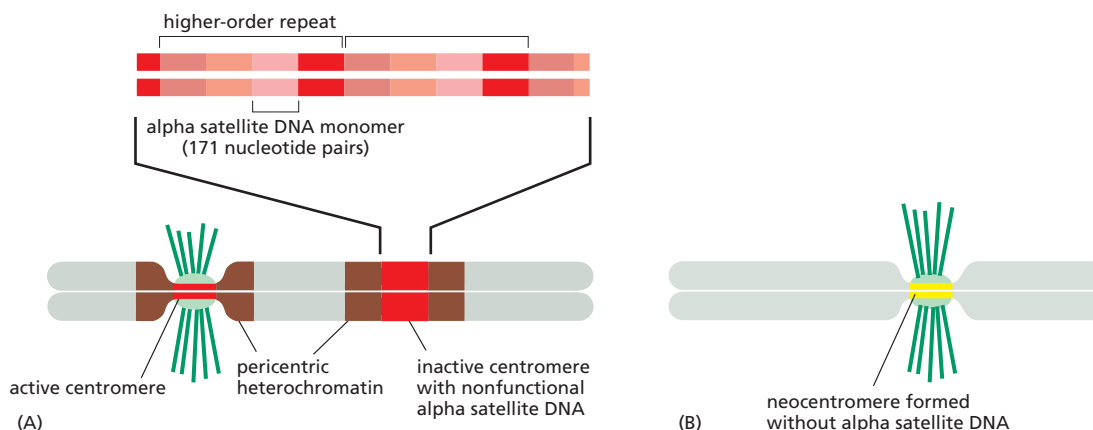 higher-order repeat
alpha satellite DNA monomer
(171 nucleotide pairs)
active centromere
pericentric
heterochromatin
inactive centromere
with nonfunctional
alpha satellite DNA
(A)
neocentromere formed
without alpha satellite DNA
(B)